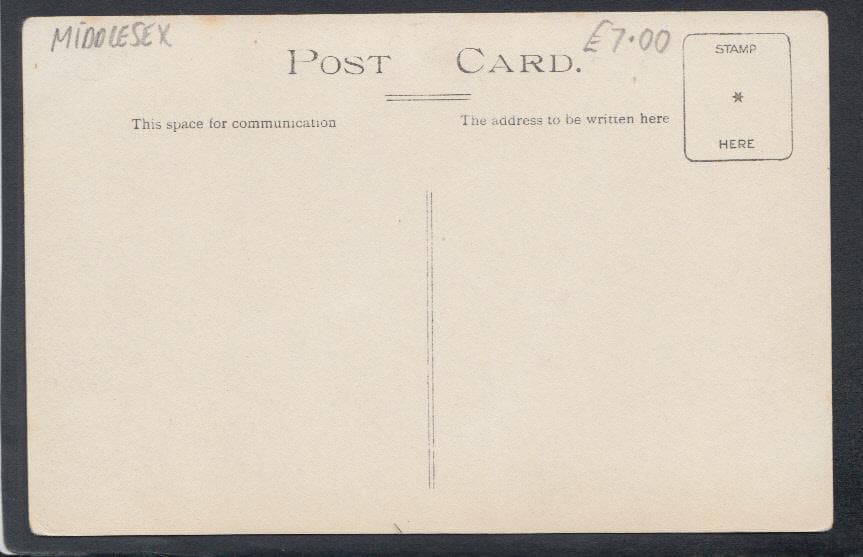 MIDDLESEX
£7.00
POST CARD.
STAMP
*
HERE
This space for communication
The address to be written here